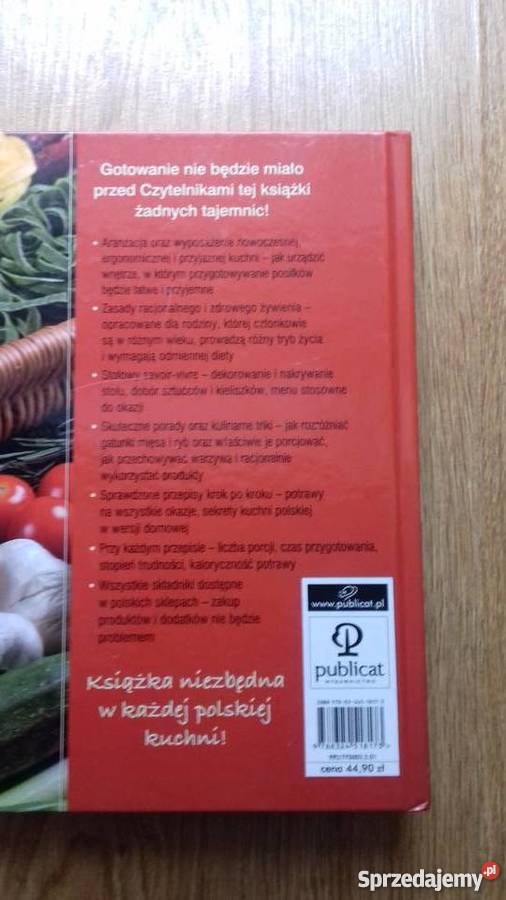 Gotowanie nie będzie miało
przed Czytelnikami tej książki
żadnych tajemnic!
• Aranżacja oraz wyposażenie nowoczesnej,
ergonomicznej i przyjaznej kuchni – jak urządzić
wnętrze, w którym przygotowywanie posiłków
będzie łatwe i przyjemne
• Zasady racjonalnego i zdrowego żywienia –
opracowane dla rodziny, której członkowie
są w różnym wieku, prowadzą różny tryb życia
i wymagają odmiennej diety
• Stołowy savoir-vivre – dekorowanie i nakrywanie
stołu, dobór sztućców i kieliszków, menu stosowne
do okazji
• Skuteczne porady oraz kulinarne triki – jak rozróżniać
gatunki mięsa i ryb oraz właściwie je porcjować,
jak przechowywać warzywa i racjonalnie
wykorzystać produkty
• Sprawdzone przepisy krok po kroku – potrawy
na wszystkie okazje, sekrety kuchni polskiej
w wersji domowej
• Przy każdym przepisie – liczba porcji, czas przygotowania,
stopień trudności, kaloryczność potrawy
• Wszystkie składniki dostępne
w polskich sklepach – zakup
produktów i dodatków nie będzie
problemem
Książka niezbędna
w każdej polskiej
kuchni!
www.publicat.pl
publicat
WYDAWNICTWO
ISBN
cena 44,90 zł
Sprzedajemy.pl